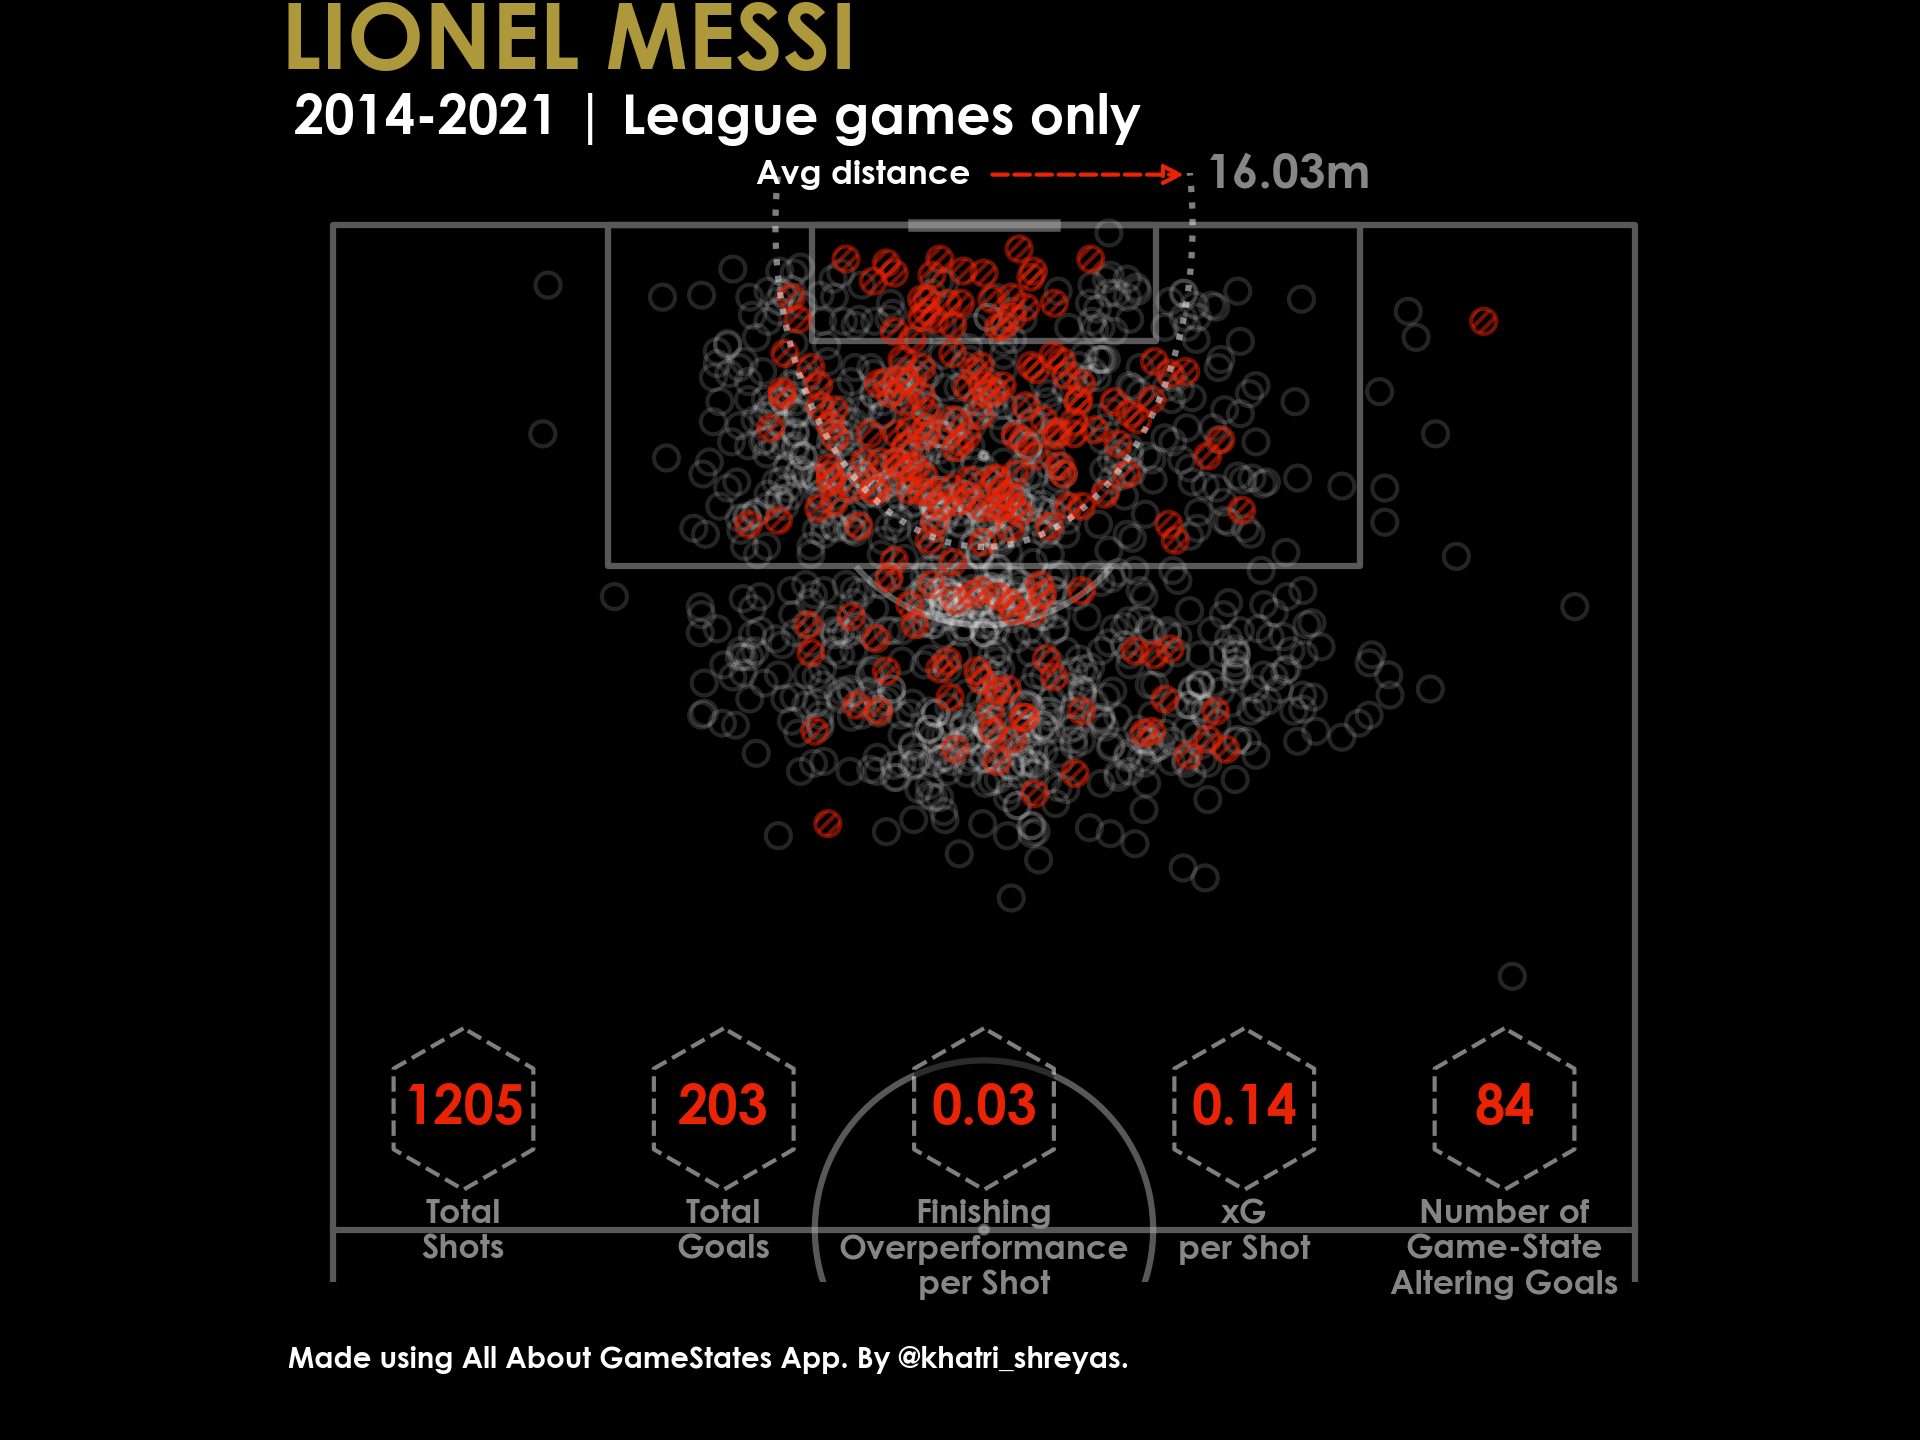 LIONEL MESSI
2014-2021 | League games only
Avg distance 16.03m
1205
Total
Shots
203
Total
Goals
0.03
Finishing
Overperformance
per Shot
0.14
xG
per Shot
84
Number of
Game-State
Altering Goals
Made using All About GameStates App. By @khatri_shreyas.